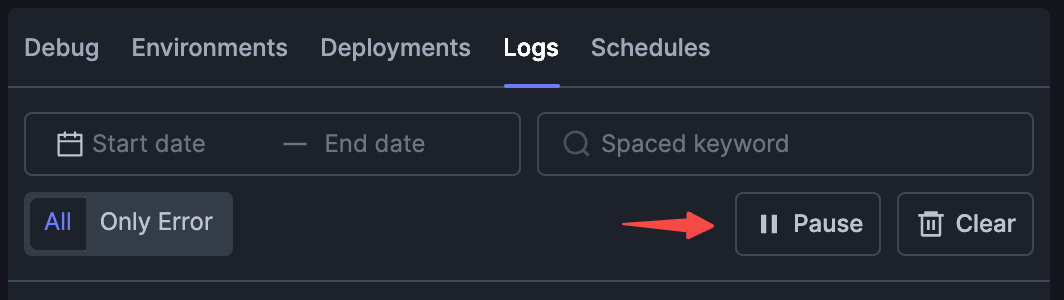 Debug Environments Deployments Logs Schedules
Start date — End date Spaced keyword
All Only Error Pause Clear